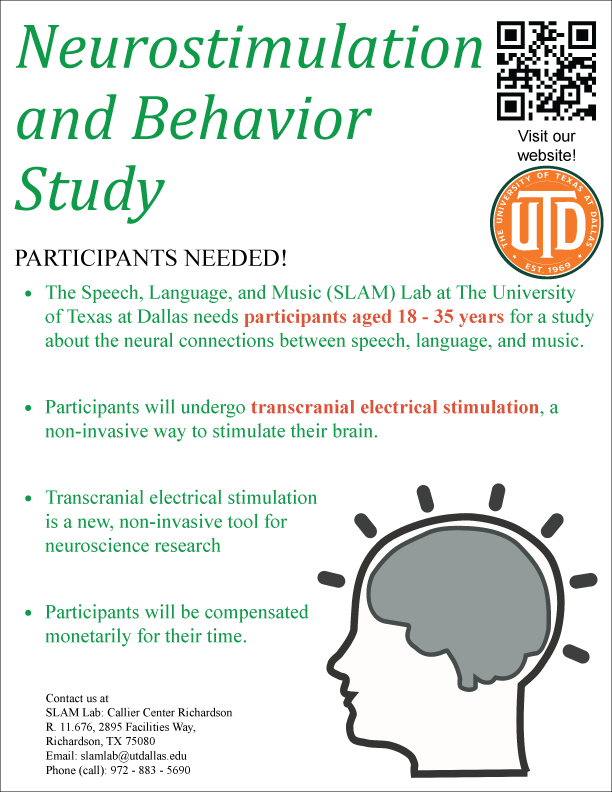 Neurostimulation
and Behavior
Study
Visit our
website!
THE UNIVERSITY OF TEXAS AT DALLAS
UTD
EST 1969
PARTICIPANTS NEEDED!
• The Speech, Language, and Music (SLAM) Lab at The University
of Texas at Dallas needs participants aged 18 - 35 years for a study
about the neural connections between speech, language, and music.
• Participants will undergo transcranial electrical stimulation, a
non-invasive way to stimulate their brain.
• Transcranial electrical stimulation
is a new, non-invasive tool for
neuroscience research
• Participants will be compensated
monetarily for their time.
Contact us at
SLAM Lab: Callier Center Richardson
R. 11.676, 2895 Facilities Way,
Richardson, TX 75080
Email: slamlab@utdallas.edu
Phone (call): 972 - 883 - 5690